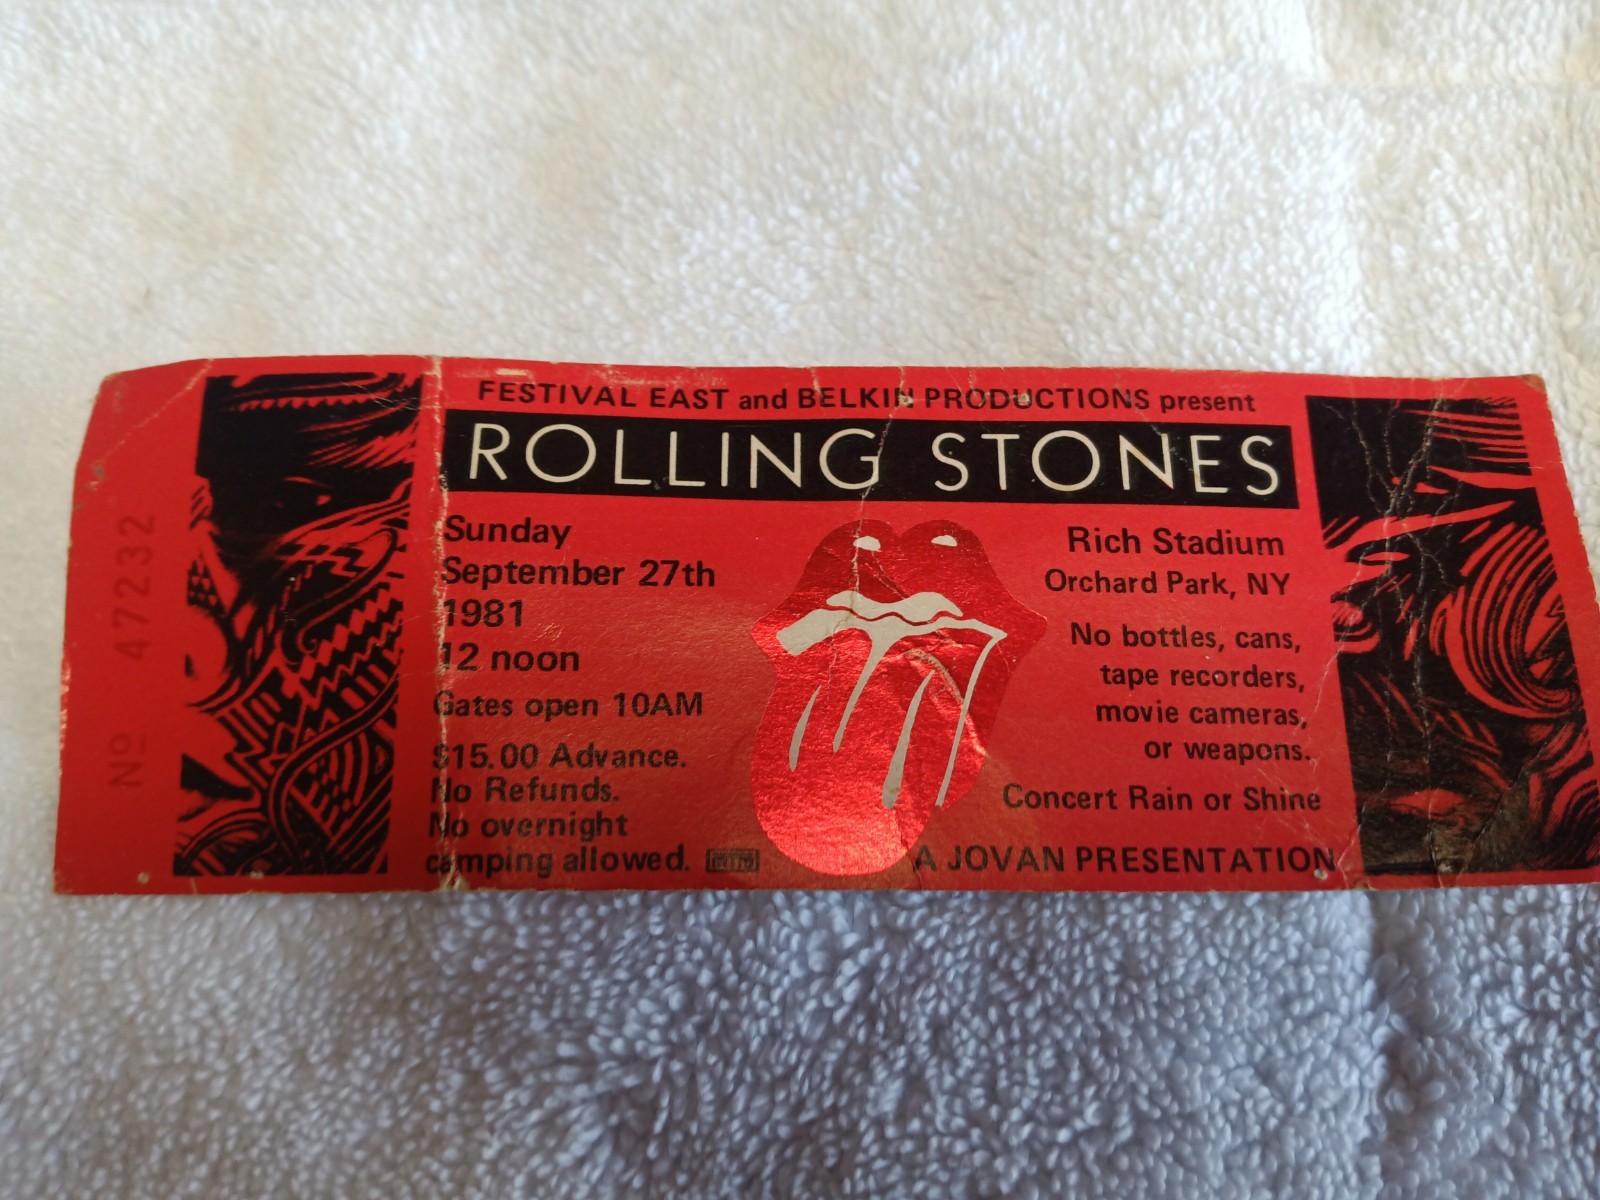 Nº 47232
FESTIVAL EAST and BELKIN PRODUCTIONS present
ROLLING STONES
Sunday
September 27th
1981
12 noon
Gates open 10AM
$15.00 Advance.
No Refunds.
No overnight
camping allowed.
Rich Stadium
Orchard Park, NY
No bottles, cans,
tape recorders,
movie cameras,
or weapons.
Concert Rain or Shine
A JOVAN PRESENTATION